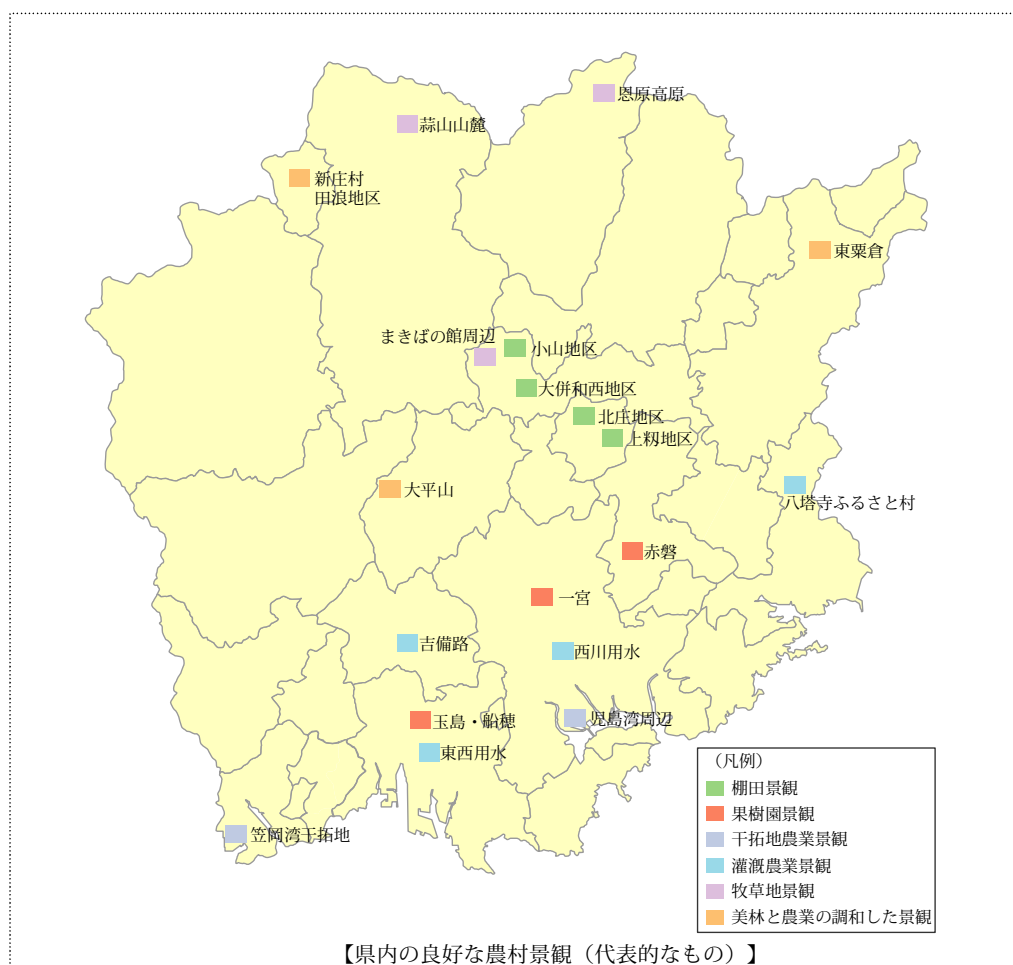 恩原高原
蒜山山麓
新庄村
田浪地区
東粟倉
まきばの館周辺
小山地区
大併和西地区
北庄地区
上籾地区
大平山
八塔寺ふるさと村
赤磐
一宮
吉備路
西川用水
玉島・船穂
児島湾周辺
東西用水
笠岡湾干拓地
（凡例）
棚田景観
果樹園景観
干拓地農業景観
灌漑農業景観
牧草地景観
美林と農業の調和した景観
【県内の良好な農村景観（代表的なもの）】